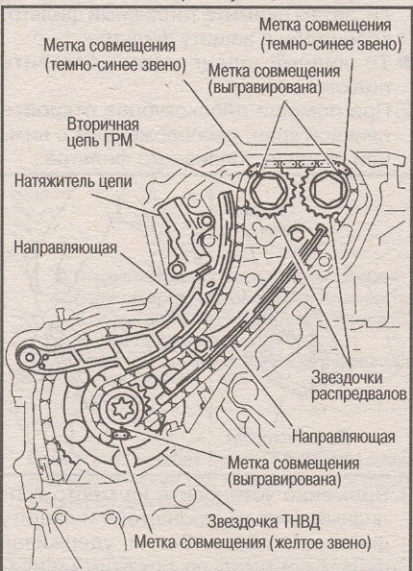 Метка совмещения
(темно-синее звено)
Метка совмещения
(темно-синее звено)
Метка совмещения
(выгравирована)
Вторичная
цепь ГРМ
Натяжитель цепи
Направляющая
Звездочки
распредвалов
Направляющая
Метка совмещения
(выгравирована)
Звездочка ТНВД
Метка совмещения (желтое звено)